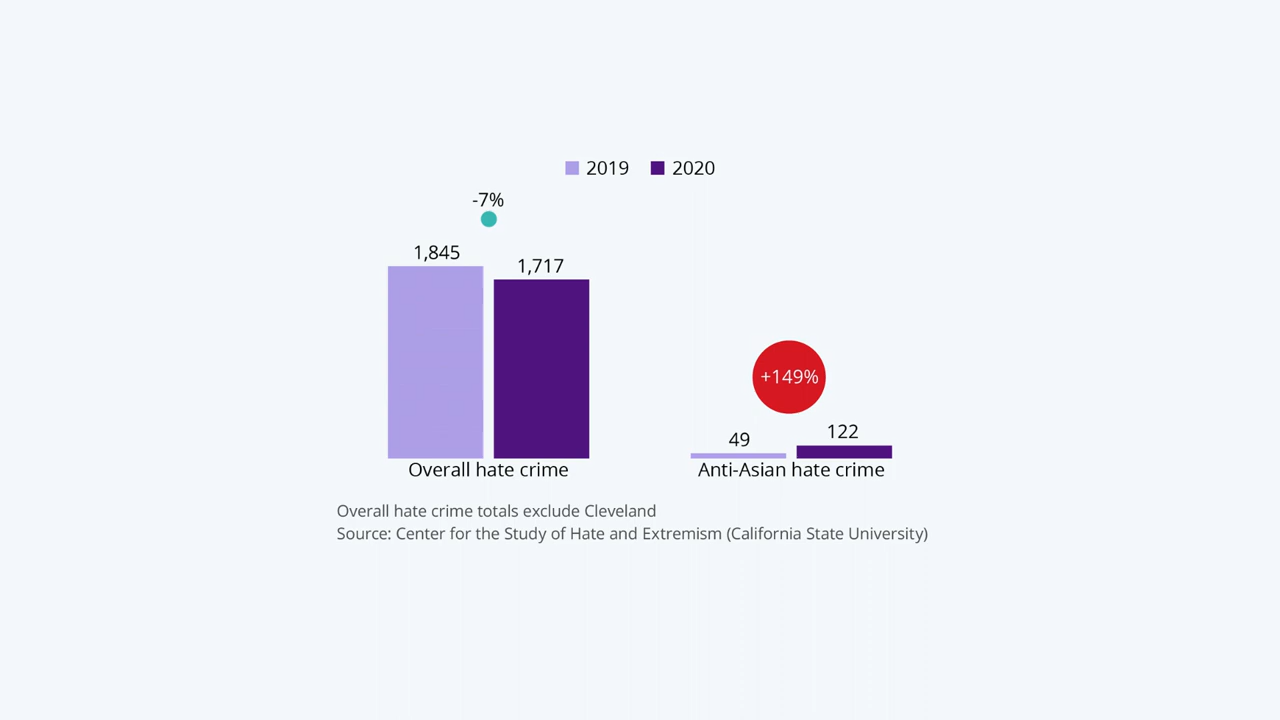 2019 2020
-7%
1,845
1,717
+149%
49
122
Overall hate crime
Anti-Asian hate crime
Overall hate crime totals exclude Cleveland
Source: Center for the Study of Hate and Extremism (California State University)